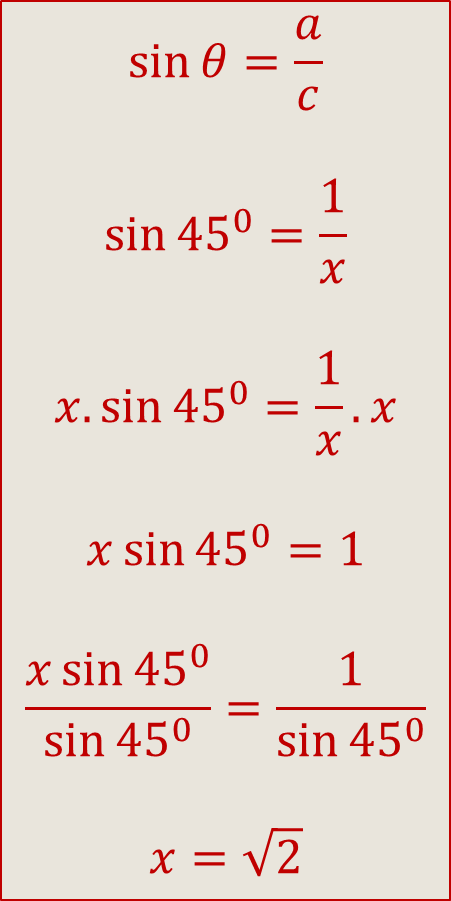 sin θ = a/c
sin 45⁰ = 1/x
x. sin 45⁰ = 1/x . x
x sin 45⁰ = 1
x sin 45⁰/sin 45⁰ = 1/sin 45⁰
x = √2